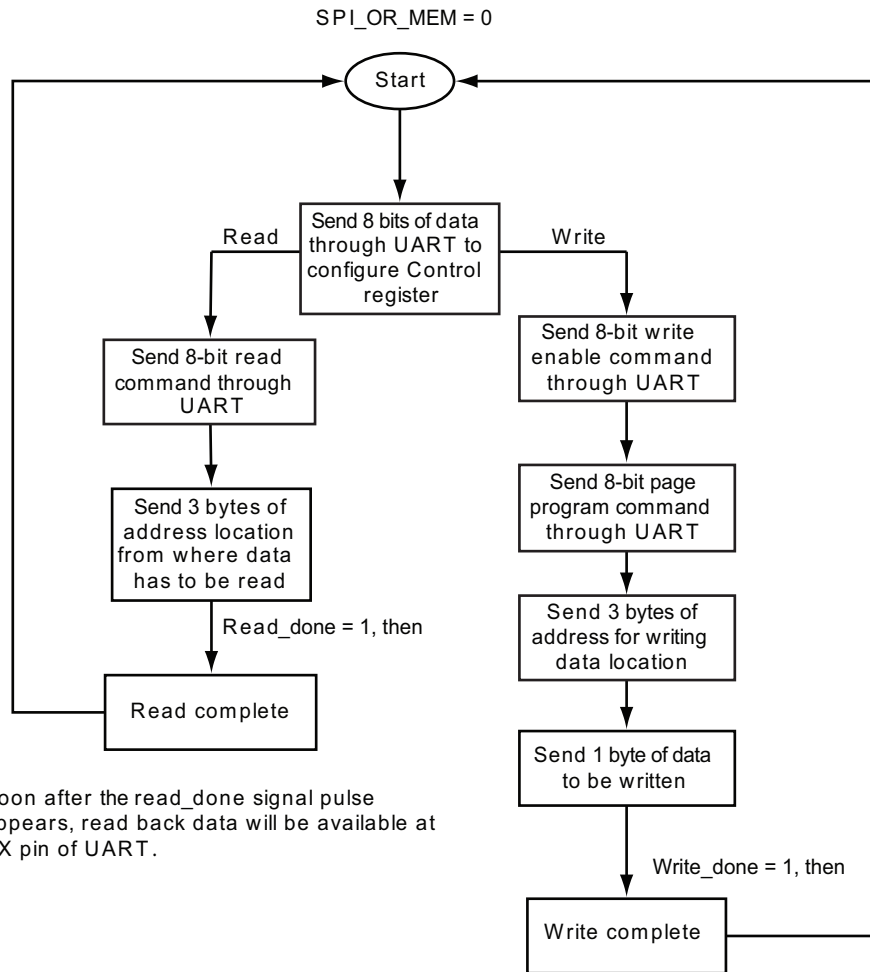 SPI_OR_MEM = 0
Start
Send 8 bits of data
through UART to
configure Control
register
Read
Write
Send 8-bit read
command through
UART
Send 8-bit write
enable command
through UART
Send 3 bytes of
address location
from where data
has to be read
Send 8-bit page
program command
through UART
Read_done = 1, then
Send 3 bytes of
address for writing
data location
Read complete
Send 1 byte of data
to be written
oon after the read_done signal pulse
ppears, read back data will be available at
X pin of UART.
Write_done = 1, then
Write complete